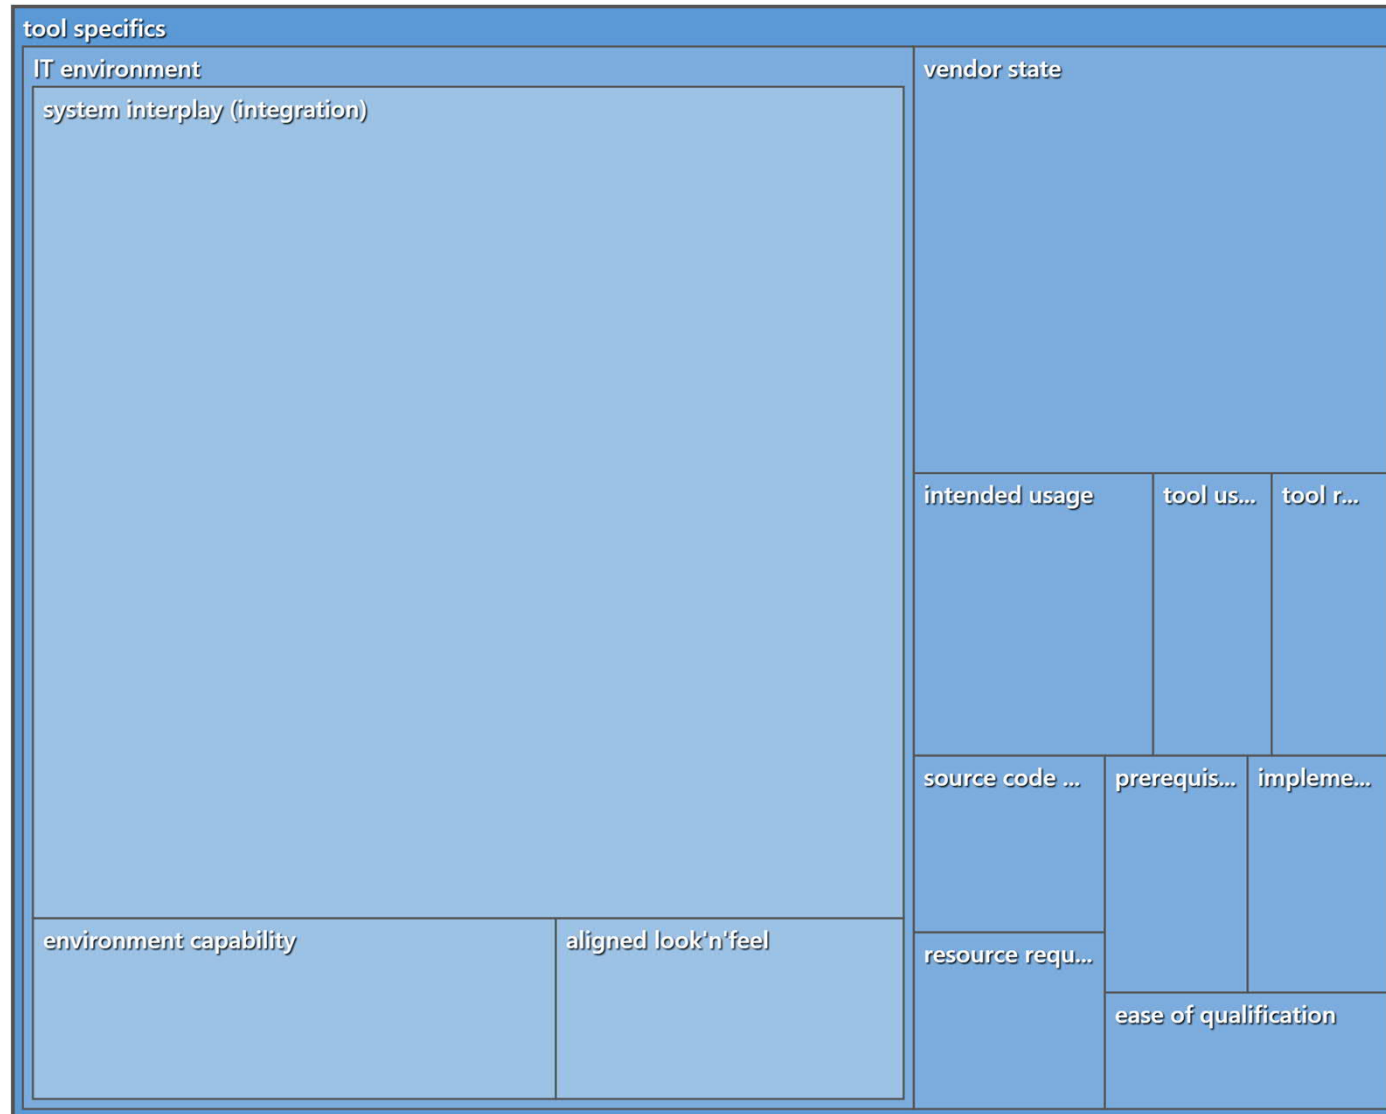 tool specifics
IT environment
vendor state
system interplay (integration)
intended usage
tool us...
tool r...
source code ...
prerequis...
impleme...
environment capability
aligned look'n'feel
resource requ...
ease of qualification